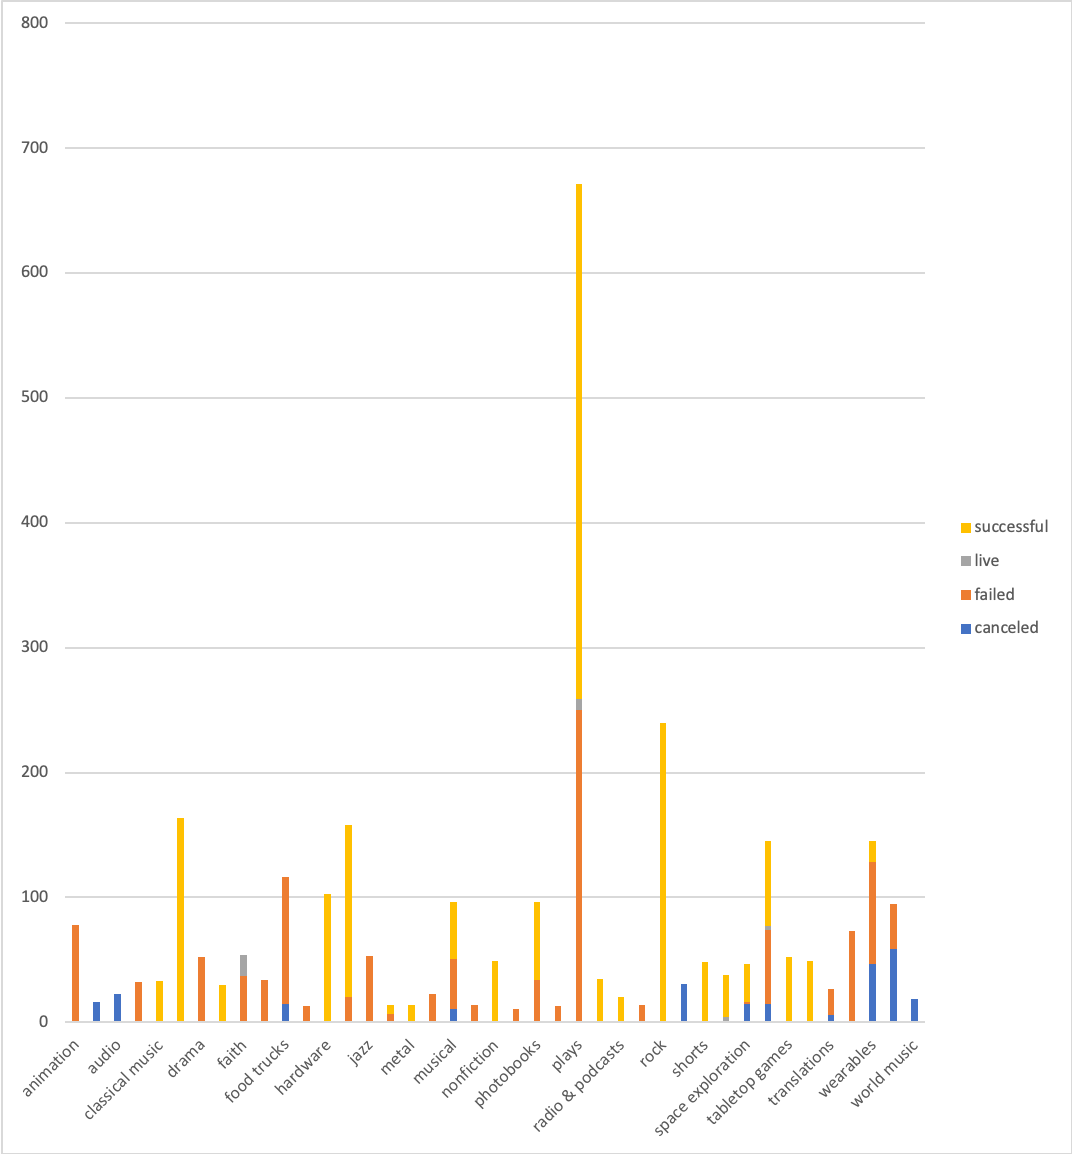 800
700
600
500
400
300
200
100
0
successful
live
failed
canceled
animation
audio
classical music
drama
faith
food trucks
hardware
jazz
metal
musical
nonfiction
photobooks
plays
radio & podcasts
rock
shorts
space exploration
tabletop games
translations
wearables
world music